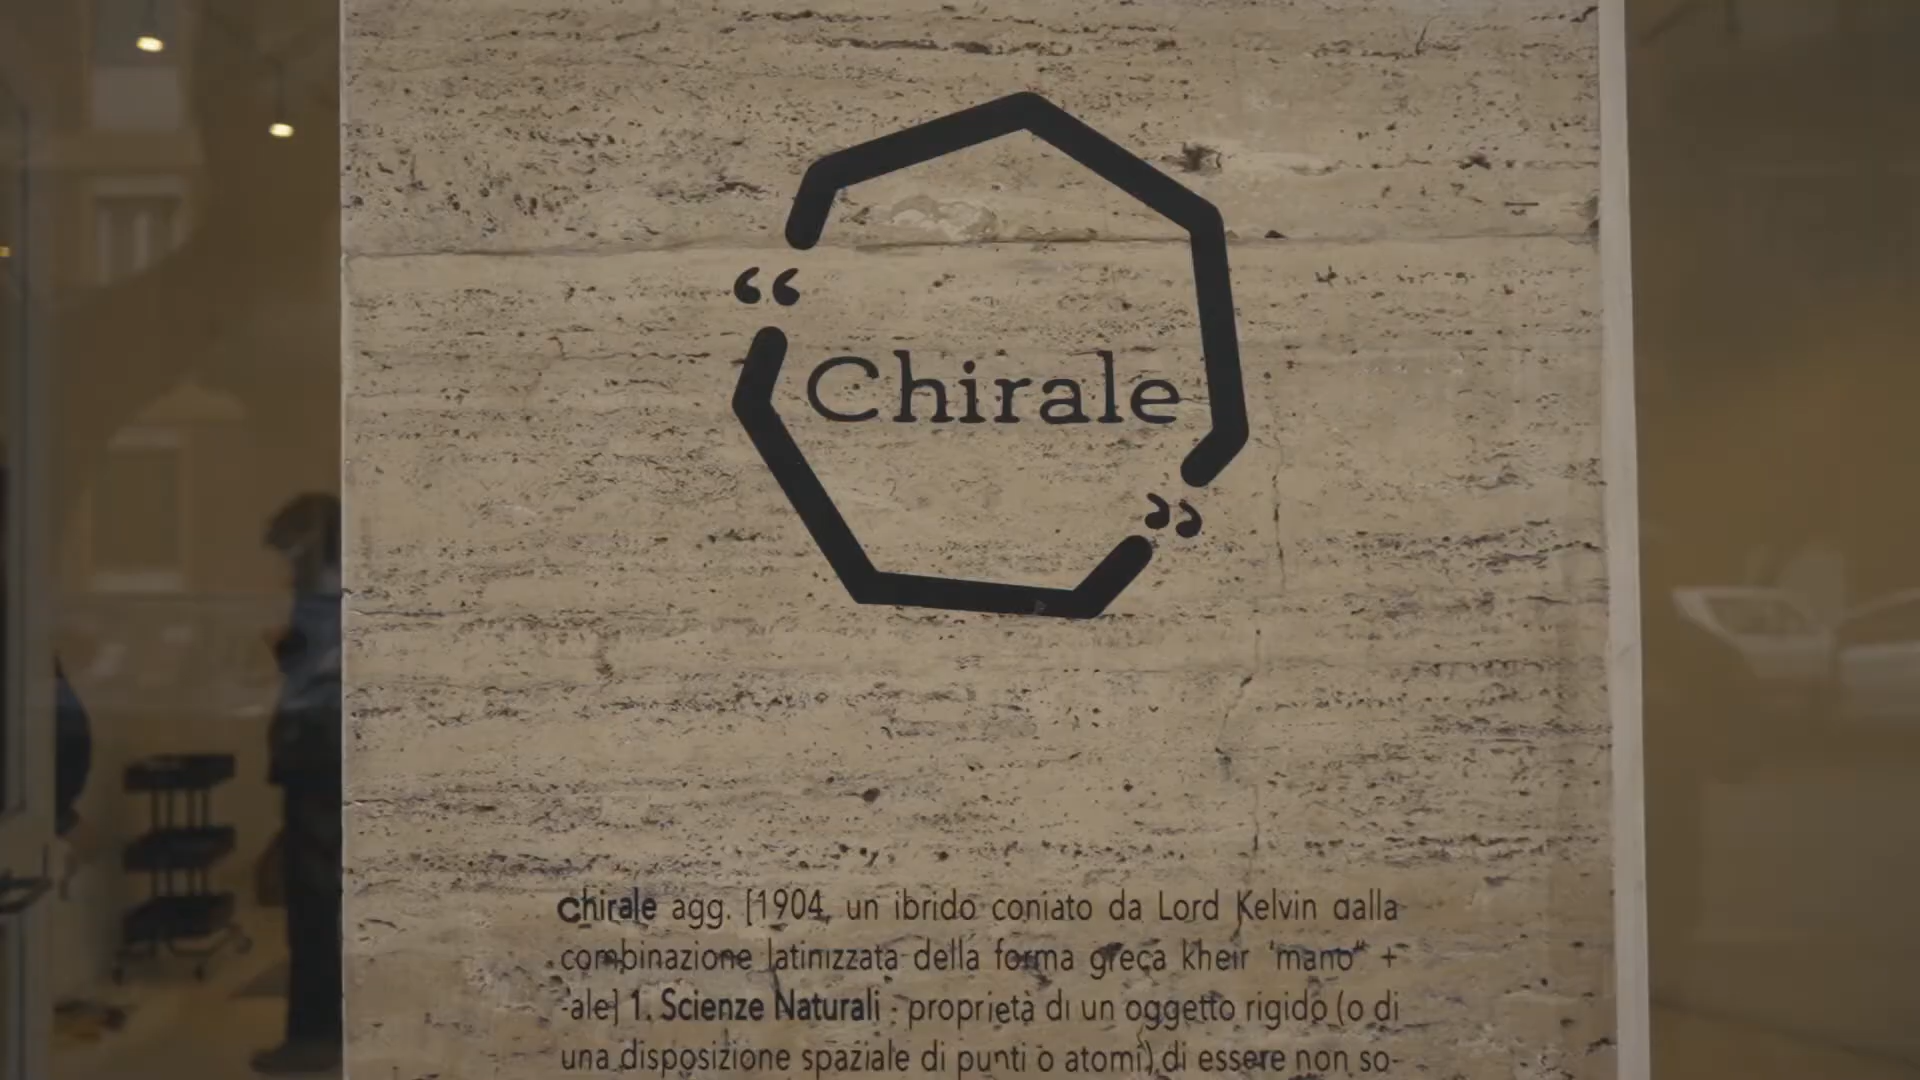 “
Chirale
”
chirale agg. [1904, un ibrido coniato da Lord Kelvin dalla
combinazione latinizzata della forma greca kheir "mano" +
-ale] 1. Scienze Naturali : proprietà di un oggetto rigido (o di
una disposizione spaziale di punti o atomi) di essere non so-